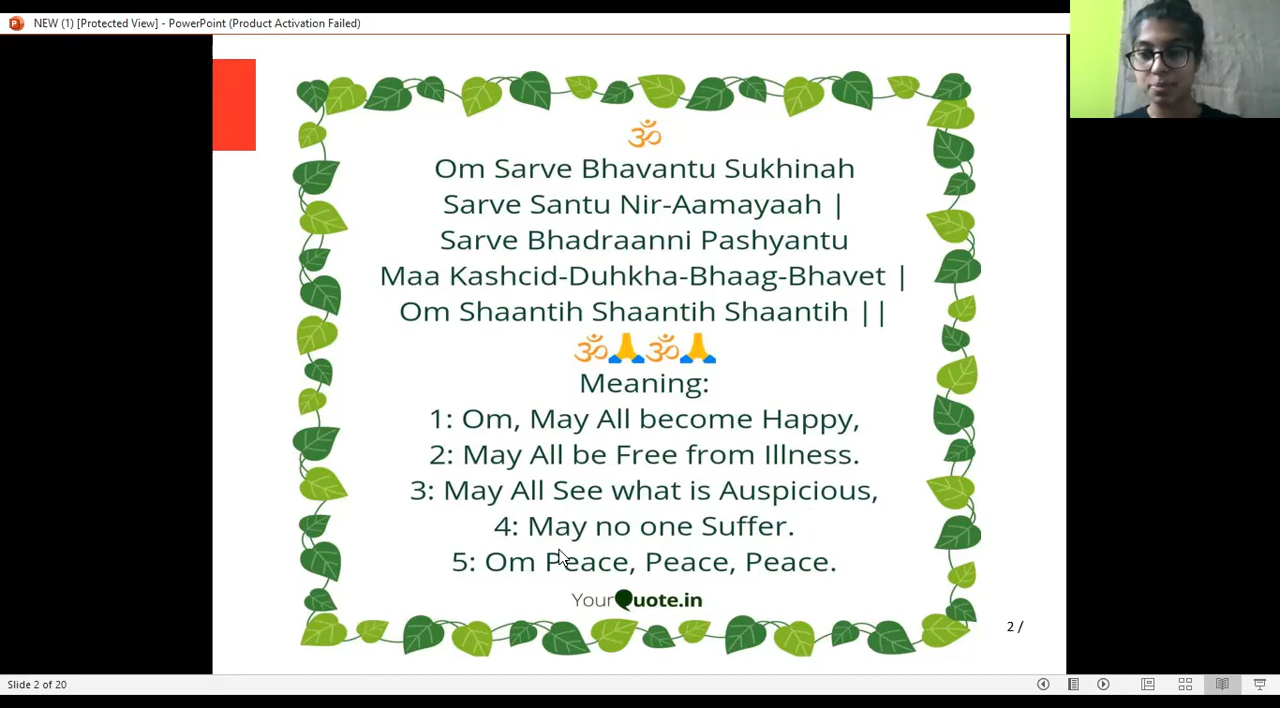 NEW (1) [Protected View] - PowerPoint (Product Activation Failed)
ॐ
Om Sarve Bhavantu Sukhinah
Sarve Santu Nir-Aamayaah |
Sarve Bhadraanni Pashyantu
Maa Kashcid-Duhkha-Bhaag-Bhavet |
Om Shaantih Shaantih Shaantih ||
ॐ🙏ॐ🙏
Meaning:
1: Om, May All become Happy,
2: May All be Free from Illness.
3: May All See what is Auspicious,
4: May no one Suffer.
5: Om Peace, Peace, Peace.
YourQuote.in
2 /
Slide 2 of 20